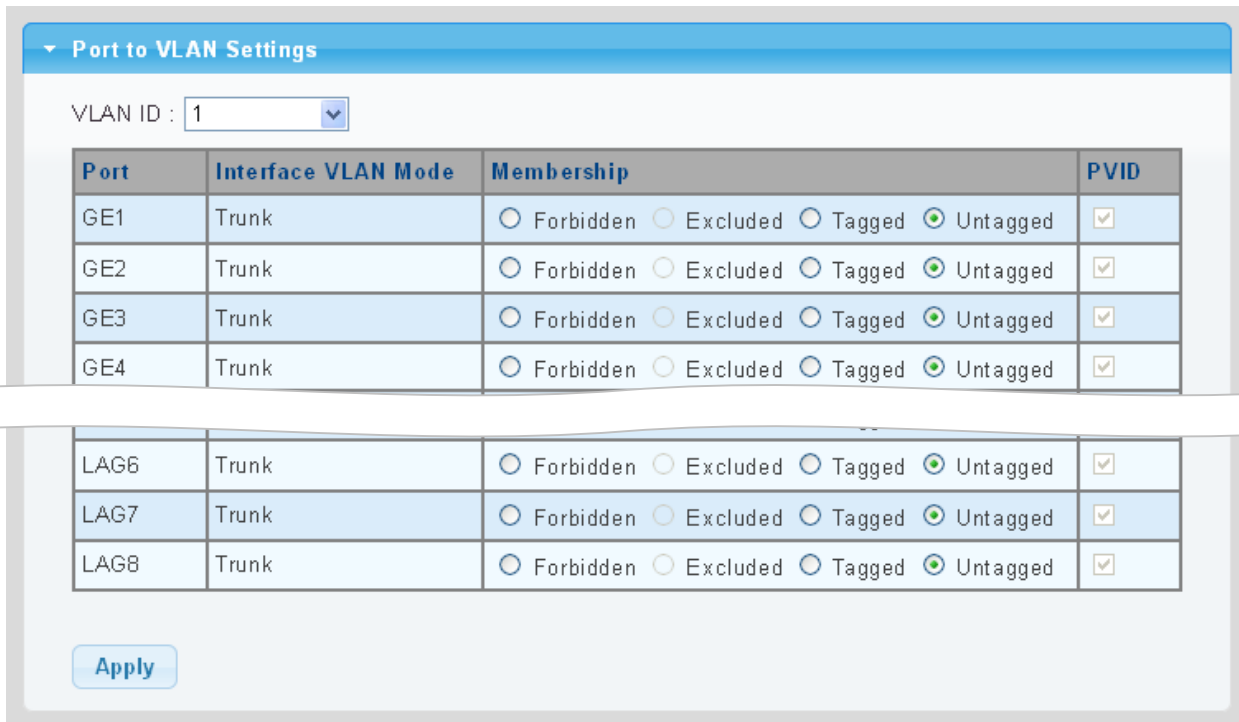 Port to VLAN Settings
VLAN ID : 1
Port Interface VLAN Mode Membership PVID
GE1 Trunk Forbidden Excluded Tagged Untagged
GE2 Trunk Forbidden Excluded Tagged Untagged
GE3 Trunk Forbidden Excluded Tagged Untagged
GE4 Trunk Forbidden Excluded Tagged Untagged
LAG6 Trunk Forbidden Excluded Tagged Untagged
LAG7 Trunk Forbidden Excluded Tagged Untagged
LAG8 Trunk Forbidden Excluded Tagged Untagged
Apply